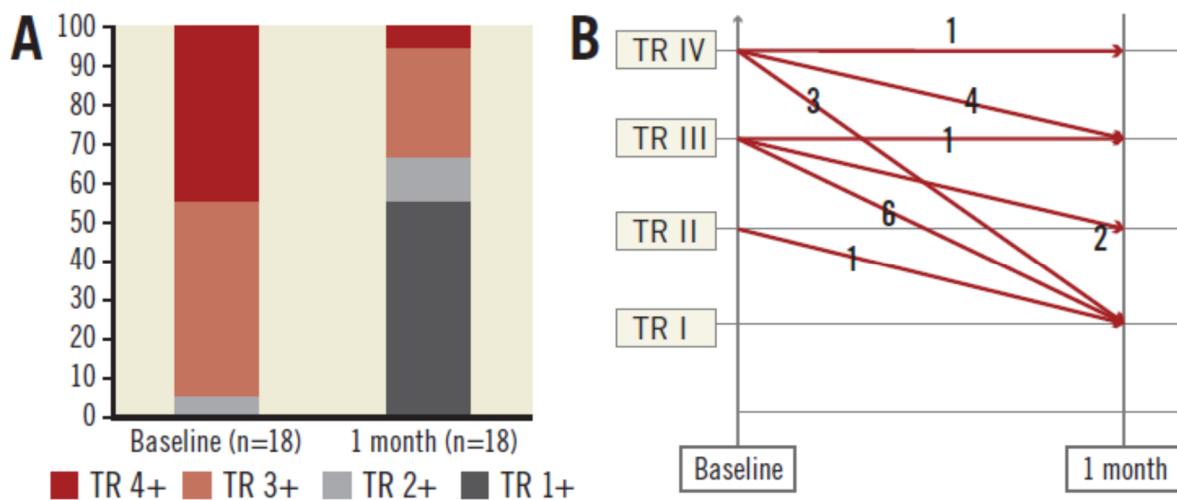 A
100
90
80
70
60
50
40
30
20
10
0
Baseline (n=18) 1 month (n=18)
TR 4+ TR 3+ TR 2+ TR 1+
B
TR IV
TR III
TR II
TR I
1
3
4
1
6
2
1
Baseline 1 month